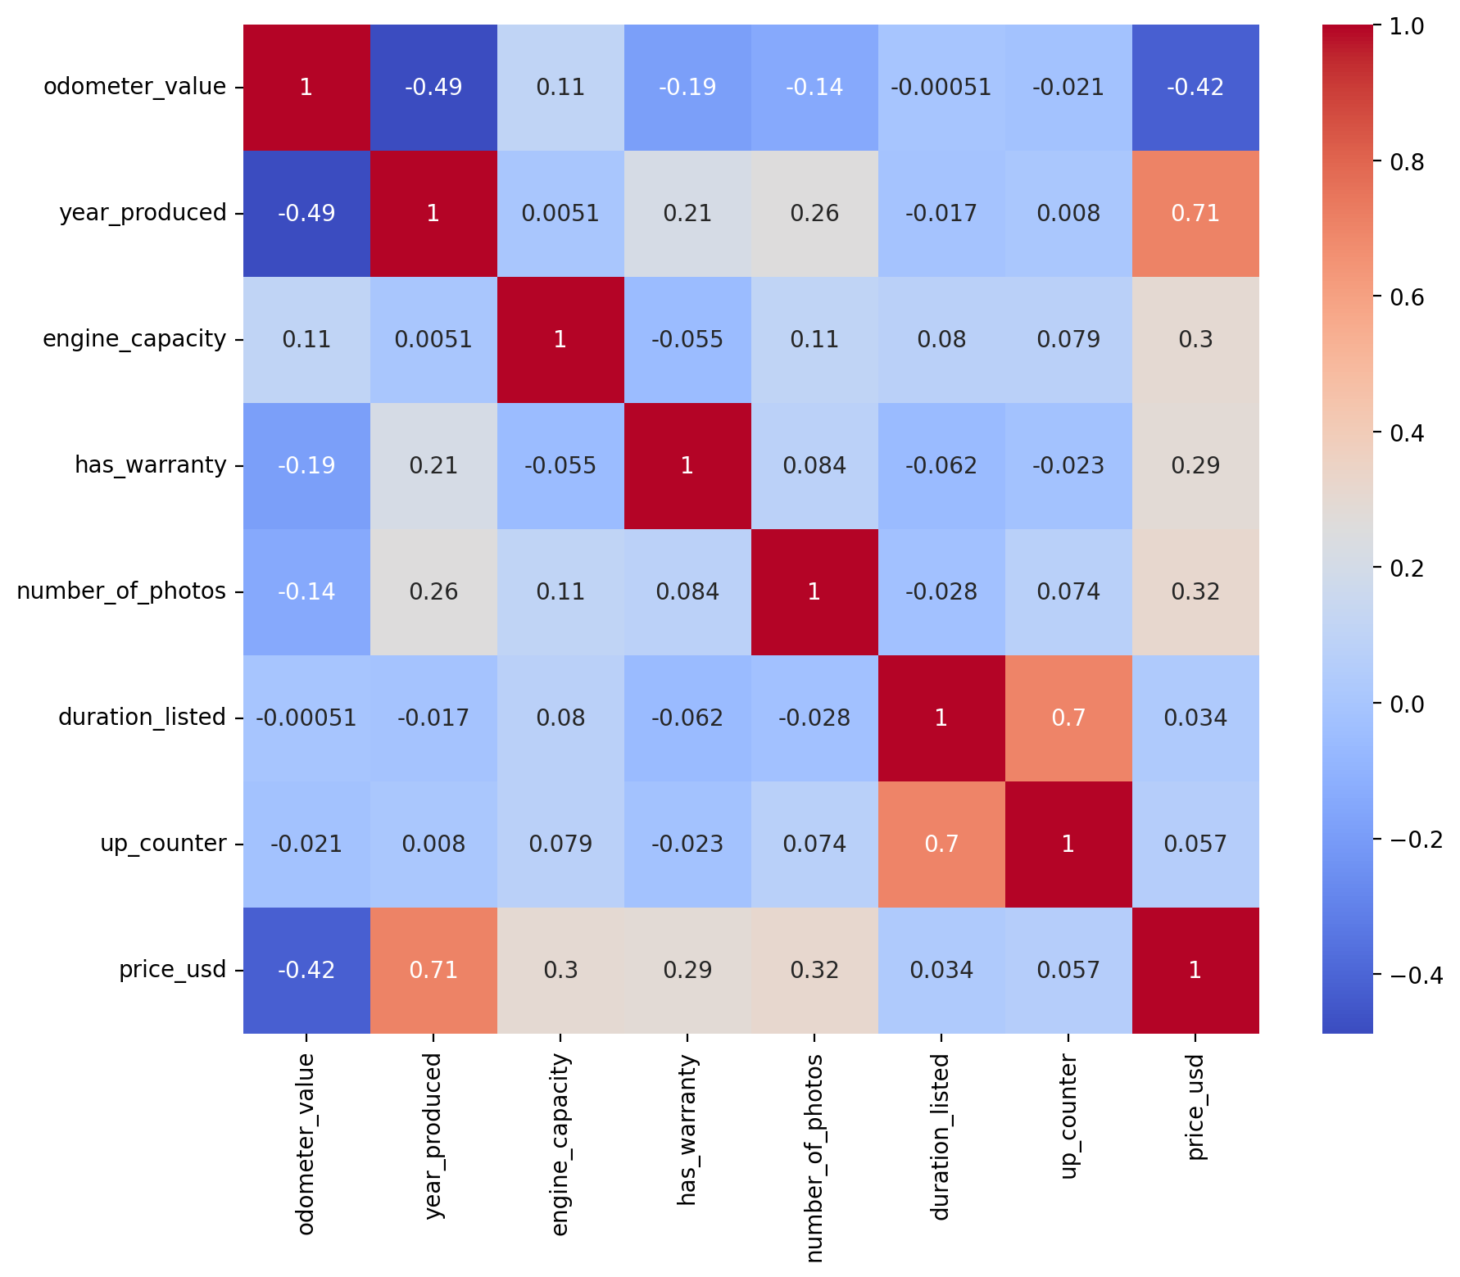 odometer_value 1 -0.49 0.11 -0.19 -0.14 -0.00051 -0.021 -0.42
year_produced -0.49 1 0.0051 0.21 0.26 -0.017 0.008 0.71
engine_capacity 0.11 0.0051 1 -0.055 0.11 0.08 0.079 0.3
has_warranty -0.19 0.21 -0.055 1 0.084 -0.062 -0.023 0.29
number_of_photos -0.14 0.26 0.11 0.084 1 -0.028 0.074 0.32
duration_listed -0.00051 -0.017 0.08 -0.062 -0.028 1 0.7 0.034
up_counter -0.021 0.008 0.079 -0.023 0.074 0.7 1 0.057
price_usd -0.42 0.71 0.3 0.29 0.32 0.034 0.057 1
odometer_value
year_produced
engine_capacity
has_warranty
number_of_photos
duration_listed
up_counter
price_usd
1.0
0.8
0.6
0.4
0.2
0.0
−0.2
−0.4